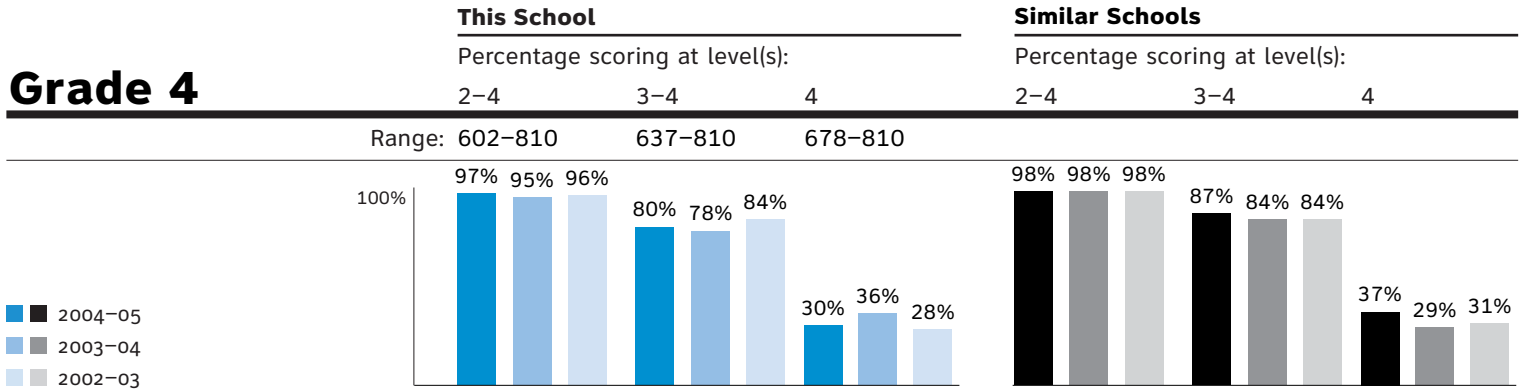 This School Similar Schools
Percentage scoring at level(s): Percentage scoring at level(s):
Grade 4 2–4 3–4 4 2–4 3–4 4
Range: 602–810 637–810 678–810
97% 95% 96% 80% 78% 84% 30% 36% 28% 98% 98% 98% 87% 84% 84% 37% 29% 31%
100%
2004–05
2003–04
2002–03